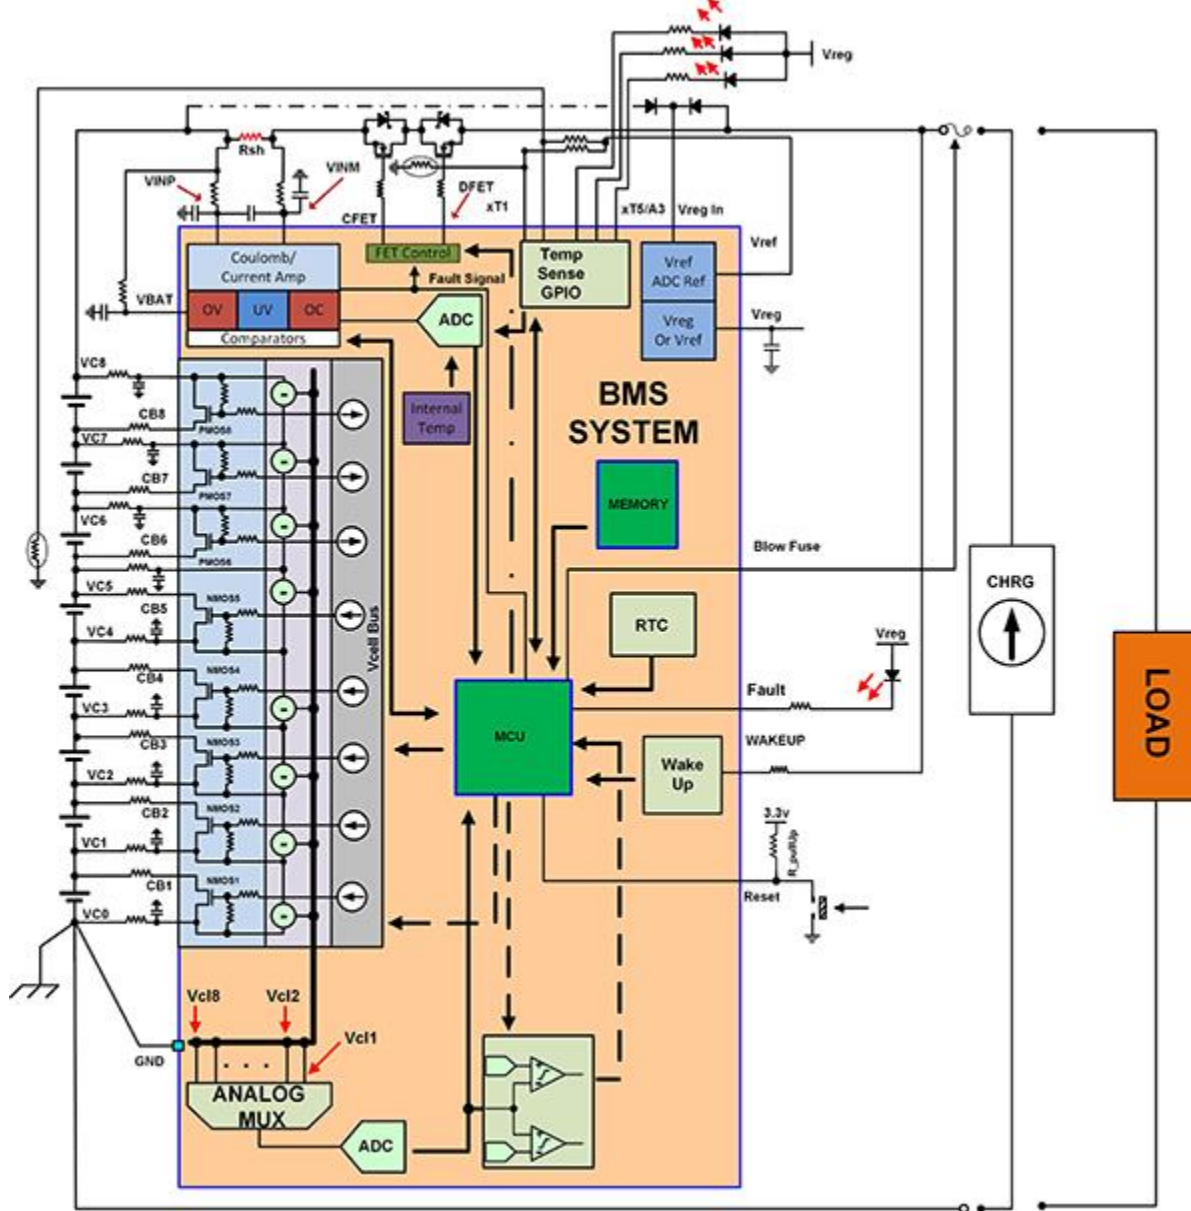 Vreg
Rsh
VINP
VINM
CFET
DFET
xT1
xT5/A3
Vreg In
Vref
Coulomb/
Current Amp
OV
UV
OC
Comparators
VBAT
FET Control
Fault Signal
ADC
Temp
Sense
GPIO
Vref
ADC Ref
Vreg
Or Vref
Vreg
Internal
Temp
BMS
SYSTEM
MEMORY
VC8
CB8
PMOS8
VC7
CB7
PMOS7
VC6
CB6
PMOS6
VC5
NMOS5
CB5
VC4
CB4
NMOS4
VC3
CB3
NMOS3
VC2
CB2
NMOS2
VC1
CB1
NMOS1
VC0
Vcell Bus
Blow Fuse
RTC
MCU
Vreg
Fault
WAKEUP
Wake
Up
3.3v
R_pullUp
Reset
CHRG
LOAD
GND
Vcl8
Vcl2
Vcl1
. . .
ANALOG
MUX
ADC